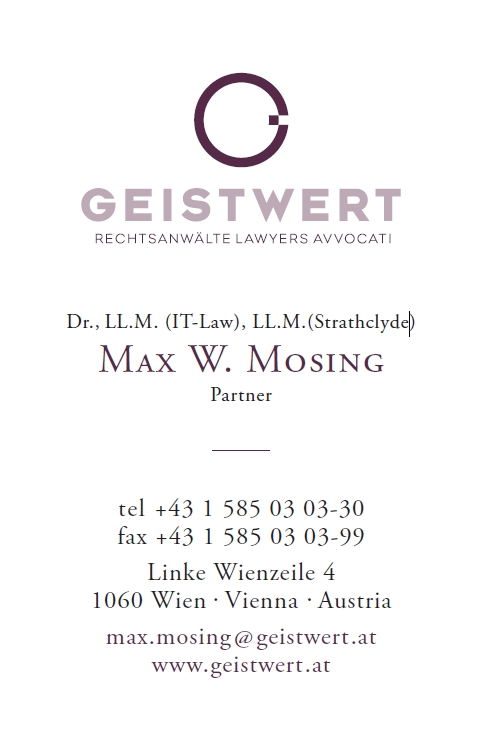 GEISTWERT
RECHTSANWÄLTE LAWYERS AVVOCATI
Dr., LL.M. (IT-Law), LL.M.(Strathclyde)
Max W. Mosing
Partner
tel +43 1 585 03 03-30
fax +43 1 585 03 03-99
Linke Wienzeile 4
1060 Wien · Vienna · Austria
max.mosing@geistwert.at
www.geistwert.at